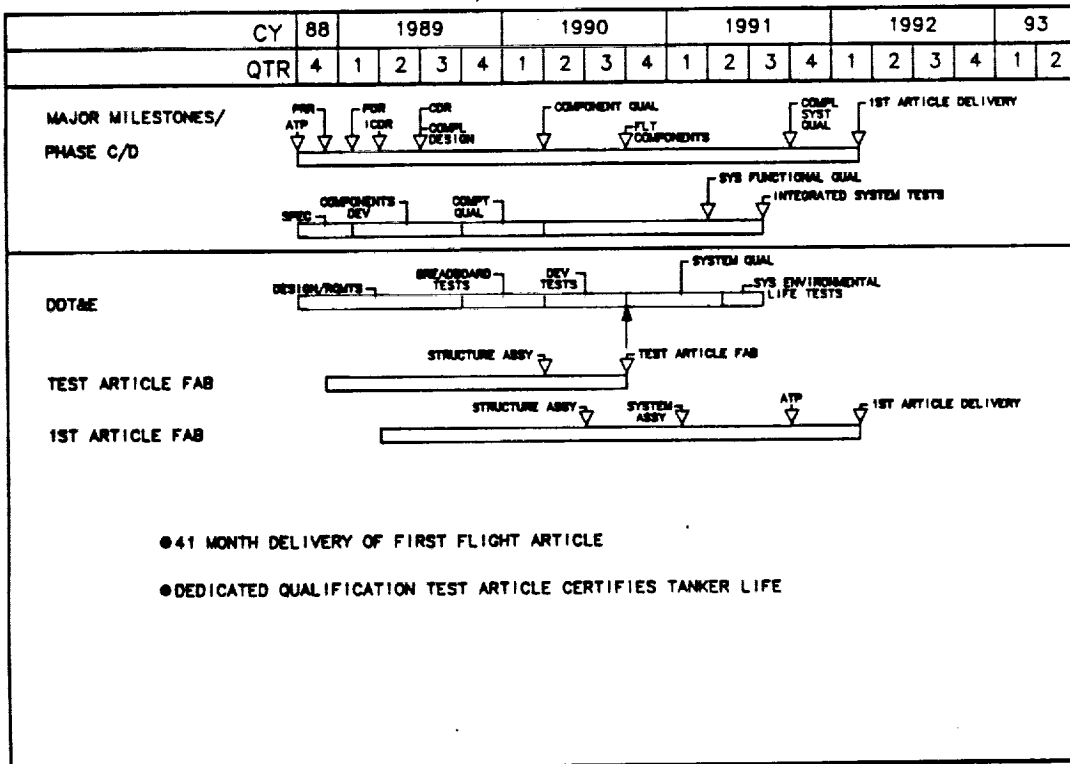 CY 88 1989 1990 1991 1992 93
QTR 4 1 2 3 4 1 2 3 4 1 2 3 4 1 2 3 4 1 2
MAJOR MILESTONES/
PHASE C/D
ATP
PRR
PDR
ICDR
CDR
COMPL
DESIGN
COMPONENT QUAL
FLT
COMPONENTS
COMPL
SYST
QUAL
1ST ARTICLE DELIVERY
SPEC
COMPONENTS
DEV
COMPT
QUAL
SYS FUNCTIONAL QUAL
INTEGRATED SYSTEM TESTS
DDT&E
DESIGN/RQMTS
BREADBOARD
TESTS
DEV
TESTS
SYSTEM QUAL
SYS ENVIRONMENTAL
LIFE TESTS
TEST ARTICLE FAB
STRUCTURE ASSY
TEST ARTICLE FAB
1ST ARTICLE FAB
STRUCTURE ASSY
SYSTEM
ASSY
ATP
1ST ARTICLE DELIVERY
●41 MONTH DELIVERY OF FIRST FLIGHT ARTICLE
●DEDICATED QUALIFICATION TEST ARTICLE CERTIFIES TANKER LIFE